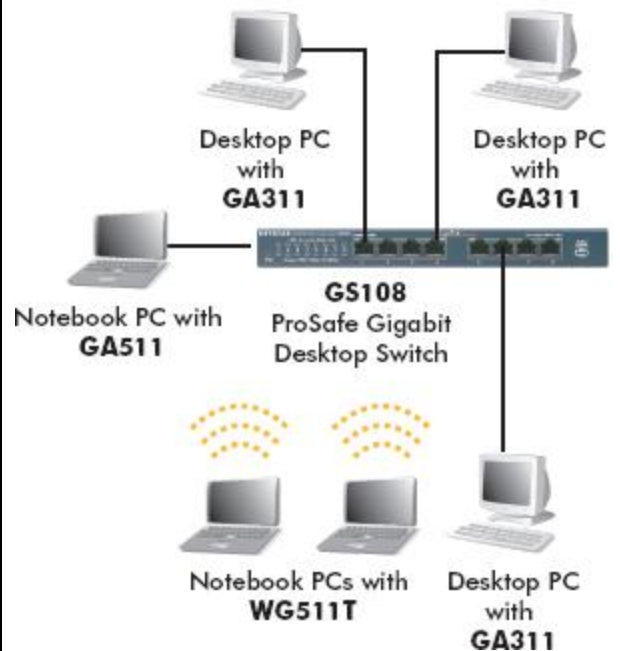 Desktop PC
with
GA311
Desktop PC
with
GA311
NETGEAR
GS108
ProSafe Gigabit
Desktop Switch
Notebook PC with
GA511
Notebook PCs with
WG511T
Desktop PC
with
GA311